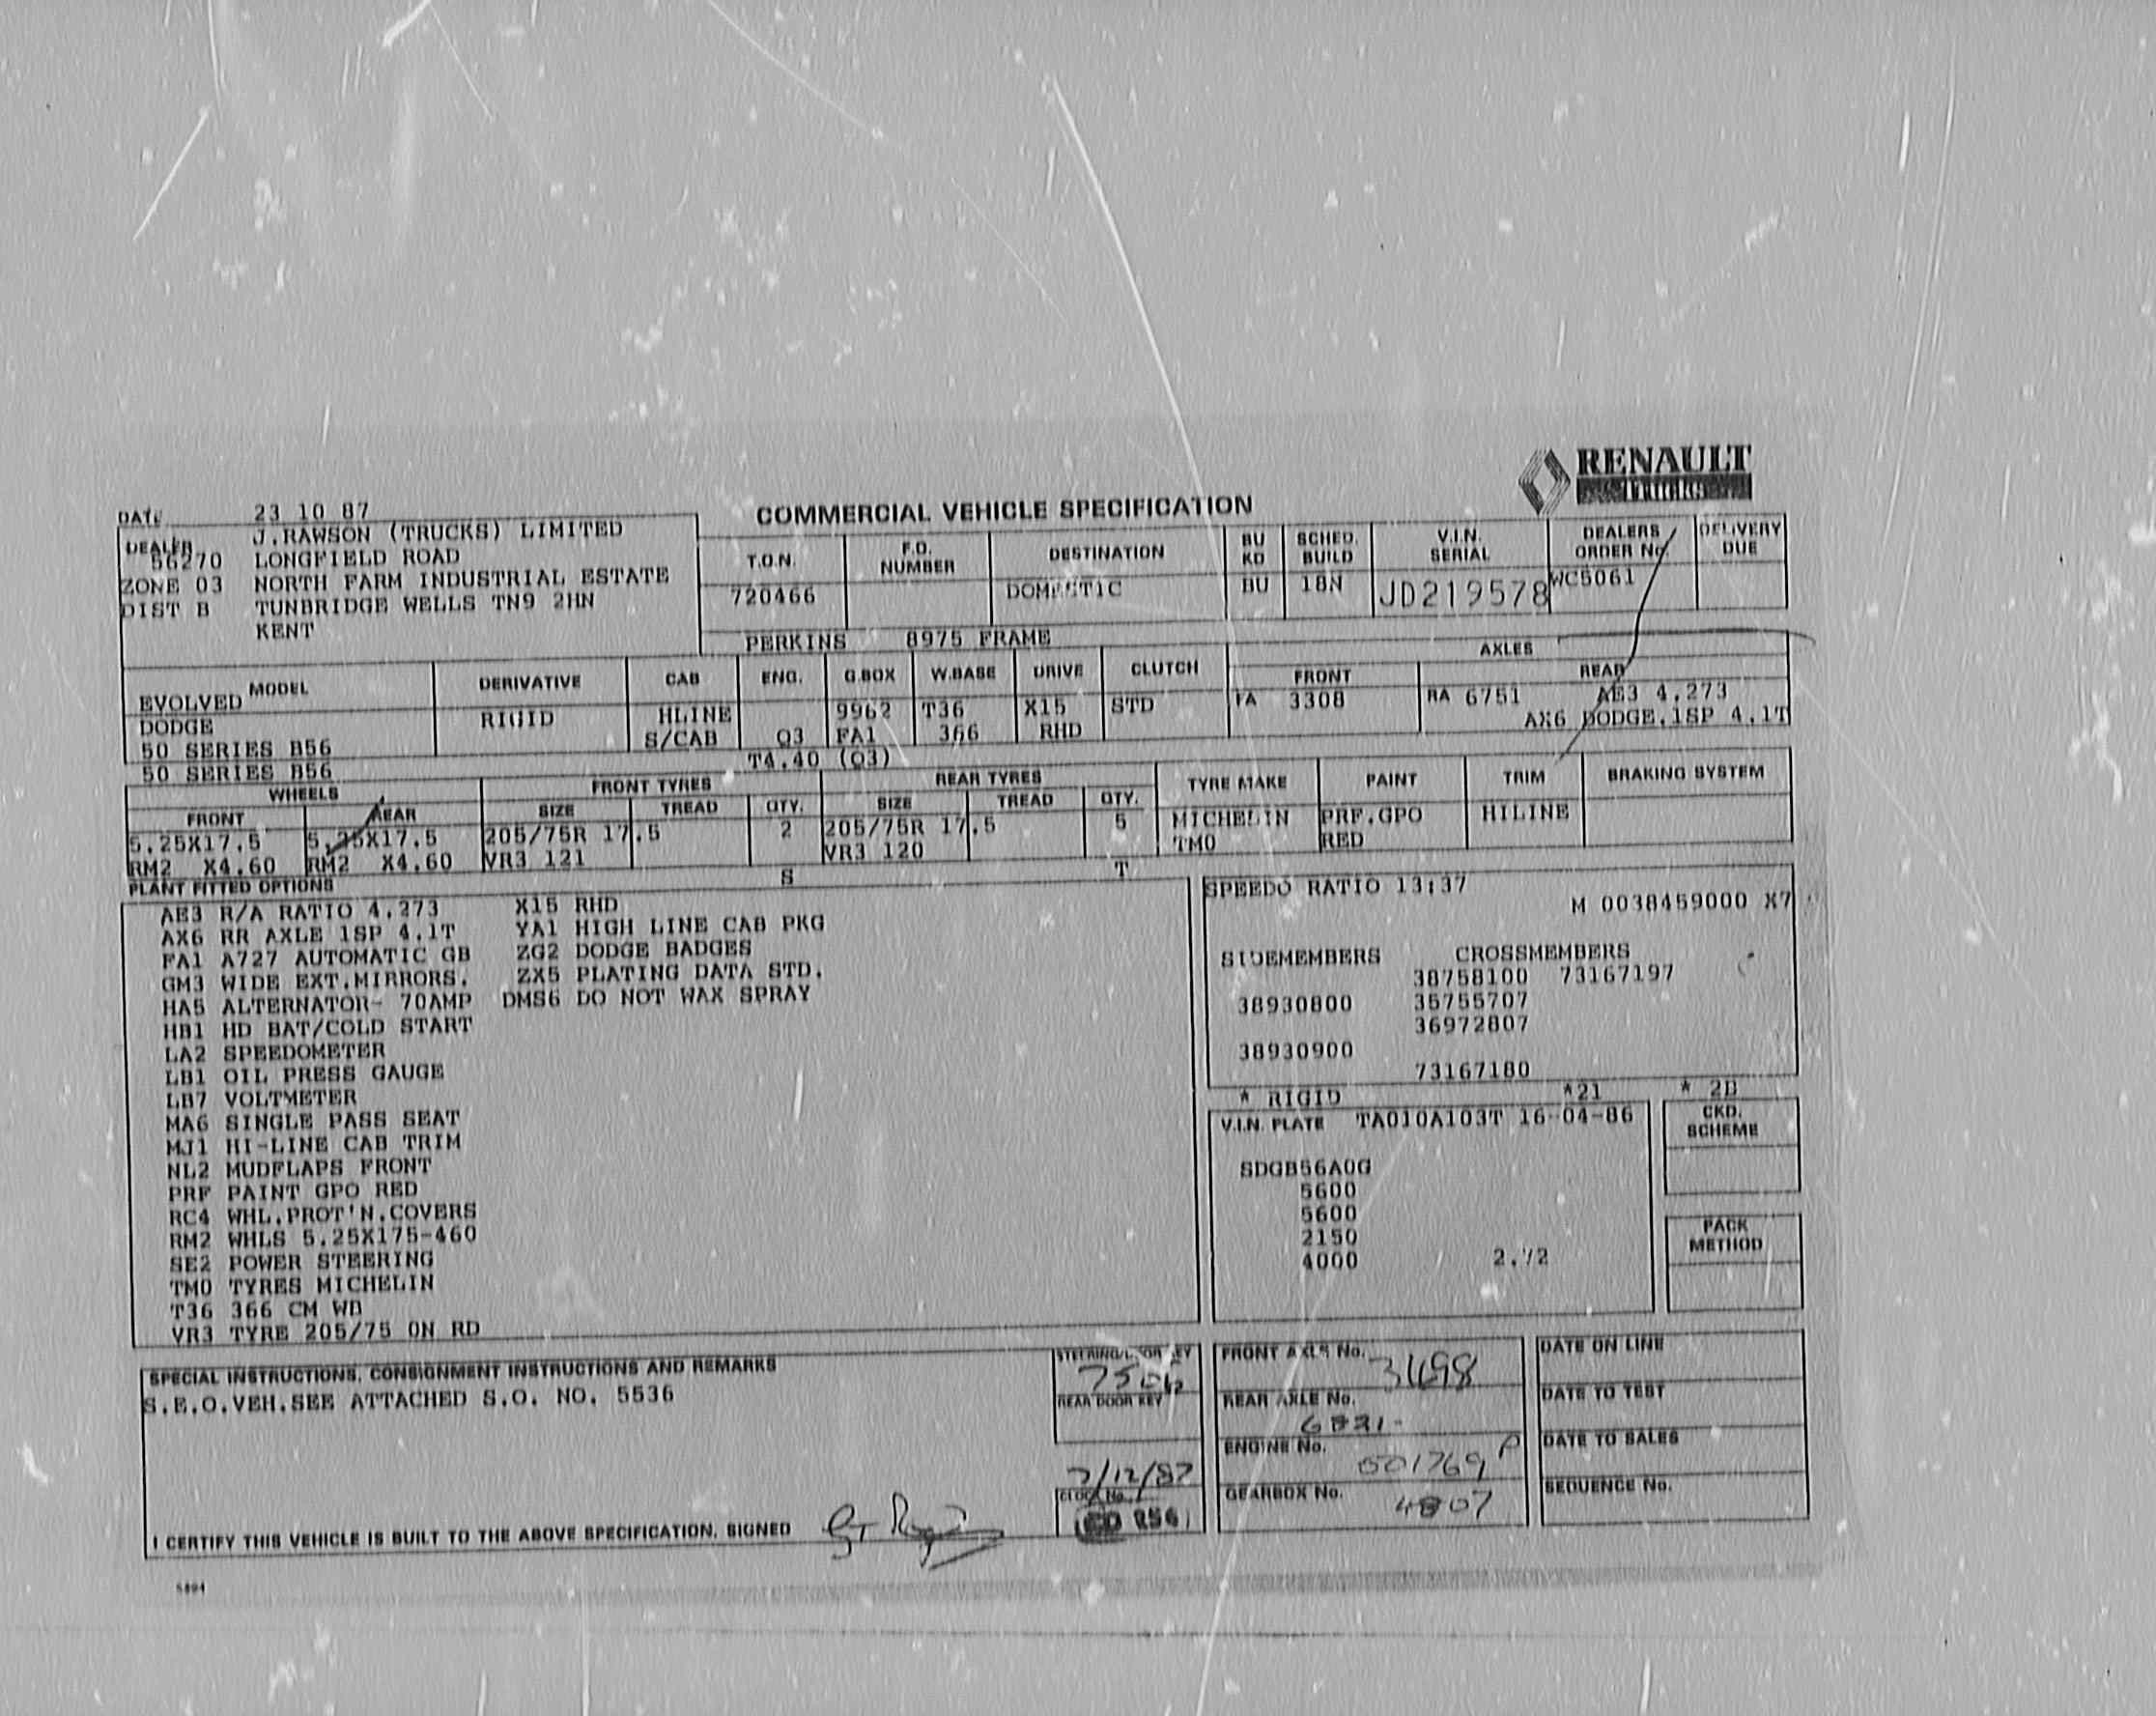 RENAULT
TRUCKS
COMMERCIAL VEHICLE SPECIFICATION
DATE 23 10 87
DEALER J.RAWSON (TRUCKS) LIMITED
56270 LONGFIELD ROAD
ZONE 03 NORTH FARM INDUSTRIAL ESTATE
DIST B TUNBRIDGE WELLS TN9 2HN
KENT
T.O.N. F.O. NUMBER DESTINATION BU KD SCHED. BUILD V.I.N. SERIAL DEALERS ORDER No. DELIVERY DUE
720466 DOMESTIC BU 18N JD219578 WC5061
PERKINS 8975 FRAME
MODEL DERIVATIVE CAB ENG. G.BOX W.BASE DRIVE CLUTCH AXLES FRONT REAR
EVOLVED 9962 T36 X15 STD FA 3308 RA 6751 AE3 4.273
DODGE RIGID HLINE
50 SERIES B56 S/CAB Q3 FA1 366 RHD AX6 DODGE.1SP 4.1T
50 SERIES B56 T4.40 (Q3)
WHEELS FRONT TYRES REAR TYRES TYRE MAKE PAINT TRIM BRAKING SYSTEM
FRONT REAR SIZE TREAD QTY. SIZE TREAD QTY.
5.25X17.5 5.25X17.5 205/75R 17.5 2 205/75R 17.5 5 MICHELIN PRF.GPO HILINE
RM2 X4.60 RM2 X4.60 VR3 121 VR3 120 TM0 RED
S T
PLANT FITTED OPTIONS
AE3 R/A RATIO 4.273 X15 RHD
AX6 RR AXLE 1SP 4.1T YA1 HIGH LINE CAB PKG
FA1 A727 AUTOMATIC GB ZG2 DODGE BADGES
GM3 WIDE EXT.MIRRORS. ZX5 PLATING DATA STD.
HA5 ALTERNATOR- 70AMP DMS6 DO NOT WAX SPRAY
HB1 HD BAT/COLD START
LA2 SPEEDOMETER
LB1 OIL PRESS GAUGE
LB7 VOLTMETER
MA6 SINGLE PASS SEAT
MJ1 HI-LINE CAB TRIM
NL2 MUDFLAPS FRONT
PRF PAINT GPO RED
RC4 WHL.PROT'N.COVERS
RM2 WHLS 5.25X175-460
SE2 POWER STEERING
TM0 TYRES MICHELIN
T36 366 CM WB
VR3 TYRE 205/75 ON RD
SPEEDO RATIO 13:37
M 0038459000 X7
SIDEMEMBERS CROSSMEMBERS
38758100 73167197
38930800 35755707
36972807
38930900
73167180
* RIGID *21 * 2B
V.I.N. PLATE TA010A103T 16-04-86
SDGB56A0G
5600
5600
2150
4000 2.72
CKD. SCHEME
PACK METHOD
SPECIAL INSTRUCTIONS, CONSIGNMENT INSTRUCTIONS AND REMARKS
S.E.O.VEH.SEE ATTACHED S.O. NO. 5536
REAR DOOR KEY
7/12/87
CLOCK No.
I CERTIFY THIS VEHICLE IS BUILT TO THE ABOVE SPECIFICATION, SIGNED
FRONT AXLE No.
REAR AXLE No.
ENGINE No. 501769 P
GEARBOX No. 4807
DATE ON LINE
DATE TO TEST
DATE TO SALES
SEQUENCE No.